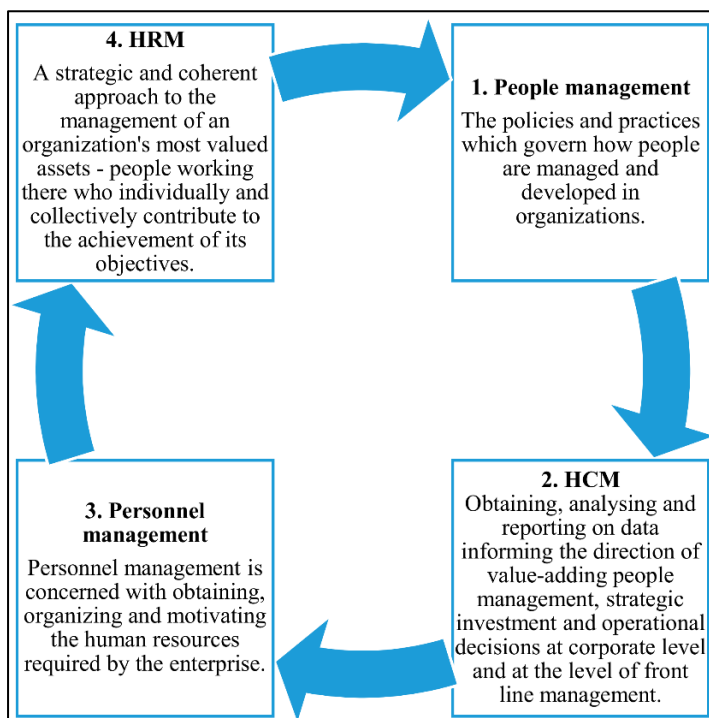 4. HRM
A strategic and coherent
approach to the
management of an
organization's most valued
assets - people working
there who individually and
collectively contribute to
the achievement of its
objectives.
1. People management
The policies and practices
which govern how people
are managed and
developed in
organizations.
2. HCM
Obtaining, analysing and
reporting on data
informing the direction of
value-adding people
management, strategic
investment and operational
decisions at corporate level
and at the level of front
line management.
3. Personnel
management
Personnel management is
concerned with obtaining,
organizing and motivating
the human resources
required by the enterprise.